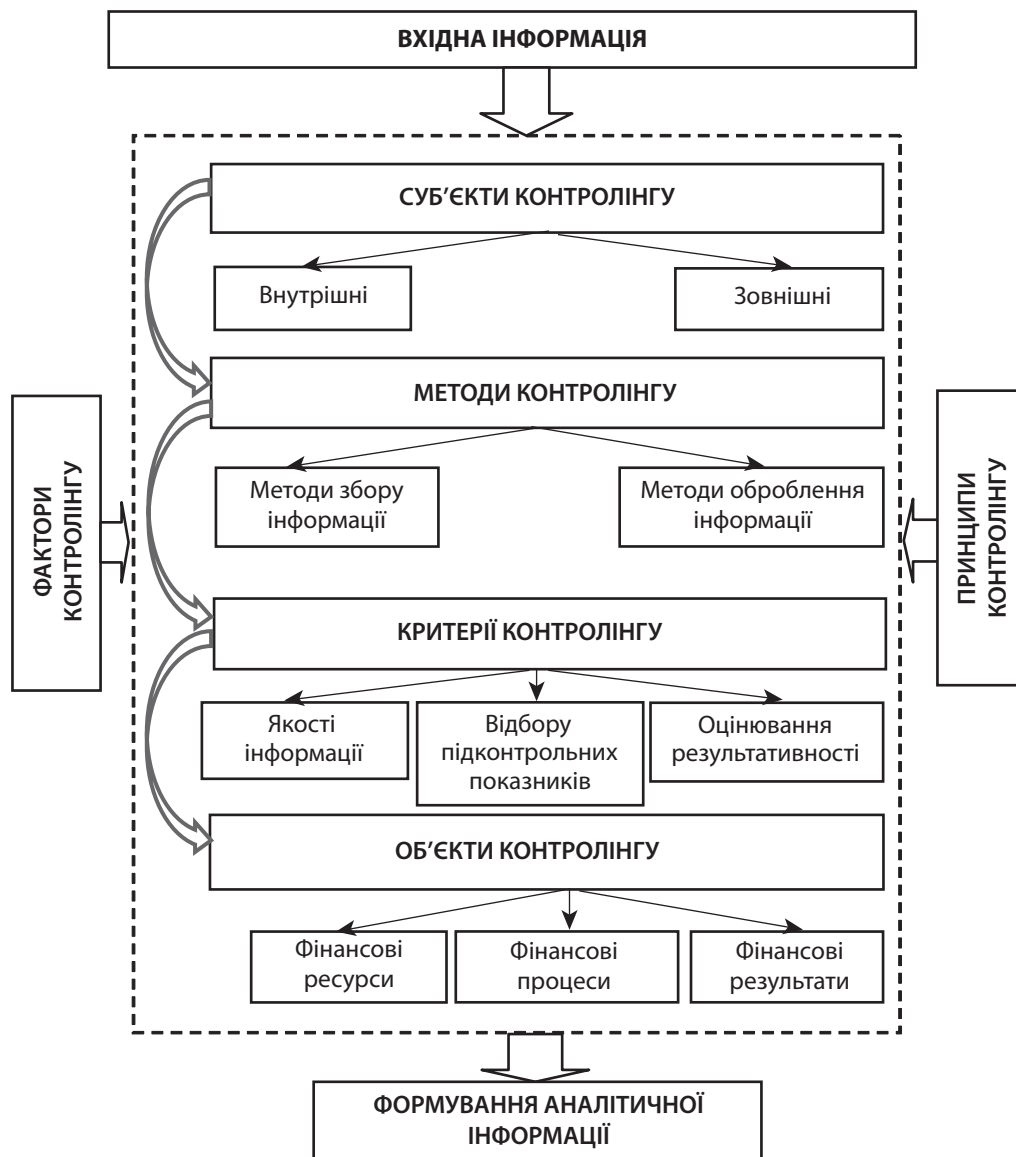 ВХІДНА ІНФОРМАЦІЯ
СУБ’ЄКТИ КОНТРОЛІНГУ
Внутрішні
Зовнішні
МЕТОДИ КОНТРОЛІНГУ
ФАКТОРИ
КОНТРОЛІНГУ
Методи збору
інформації
Методи оброблення
інформації
ПРИНЦИПИ
КОНТРОЛІНГУ
КРИТЕРІЇ КОНТРОЛІНГУ
Якості
інформації
Відбору
підконтрольних
показників
Оцінювання
результативності
ОБ’ЄКТИ КОНТРОЛІНГУ
Фінансові
ресурси
Фінансові
процеси
Фінансові
результати
ФОРМУВАННЯ АНАЛІТИЧНОЇ
ІНФОРМАЦІЇ